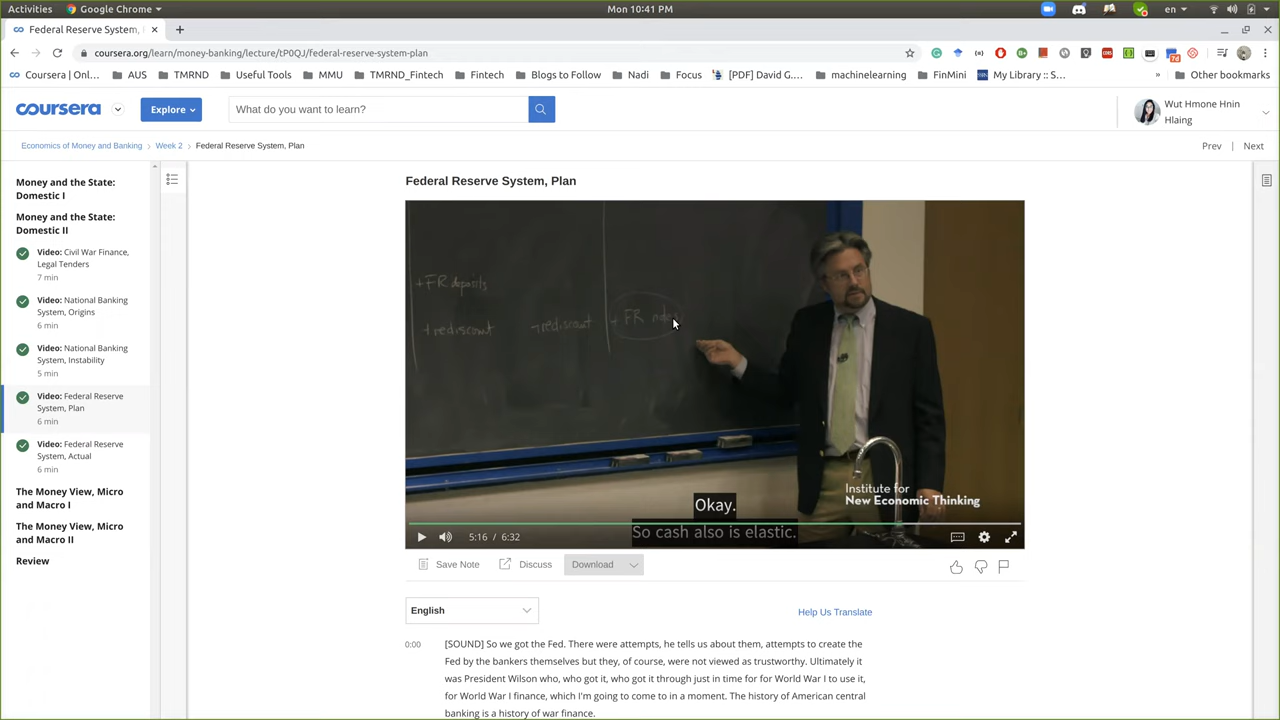 Activities
Google Chrome
Mon 10:41 PM
en
Federal Reserve System, F
coursera.org/learn/money-banking/lecture/tP0QJ/federal-reserve-system-plan
Coursera | Onl...
AUS
TMRND
Useful Tools
MMU
TMRND_Fintech
Fintech
Blogs to Follow
Nadi
Focus
[PDF] David G....
machinelearning
FinMini
My Library :: S...
»
Other bookmarks
coursera
Explore
What do you want to learn?
Wut Hmone Hnin
Hlaing
Economics of Money and Banking
Week 2
Federal Reserve System, Plan
Prev | Next
Money and the State:
Domestic I
Money and the State:
Domestic II
Video: Civil War Finance,
Legal Tenders
7 min
Video: National Banking
System, Origins
6 min
Video: National Banking
System, Instability
5 min
Video: Federal Reserve
System, Plan
6 min
Video: Federal Reserve
System, Actual
6 min
The Money View, Micro
and Macro I
The Money View, Micro
and Macro II
Review
Federal Reserve System, Plan
+FR deposits
+rediscount
-rediscount
+ FR notes
Institute for
New Economic Thinking
Okay.
So cash also is elastic.
5:16 / 6:32
Save Note
Discuss
Download
English
Help Us Translate
0:00
[SOUND] So we got the Fed. There were attempts, he tells us about them, attempts to create the
Fed by the bankers themselves but they, of course, were not viewed as trustworthy. Ultimately it
was President Wilson who, who got it, who got it through just in time for for World War I to use it,
for World War I finance, which I'm going to come to in a moment. The history of American central
banking is a history of war finance.